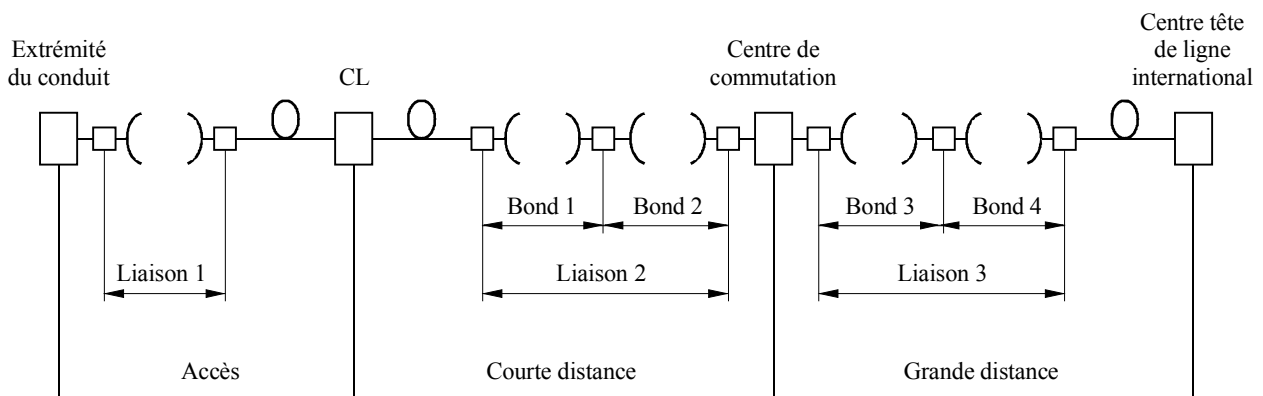 Extrémité
du conduit
CL
Centre de
commutation
Centre tête
de ligne
international
Bond 1
Bond 2
Bond 3
Bond 4
Liaison 1
Liaison 2
Liaison 3
Accès
Courte distance
Grande distance